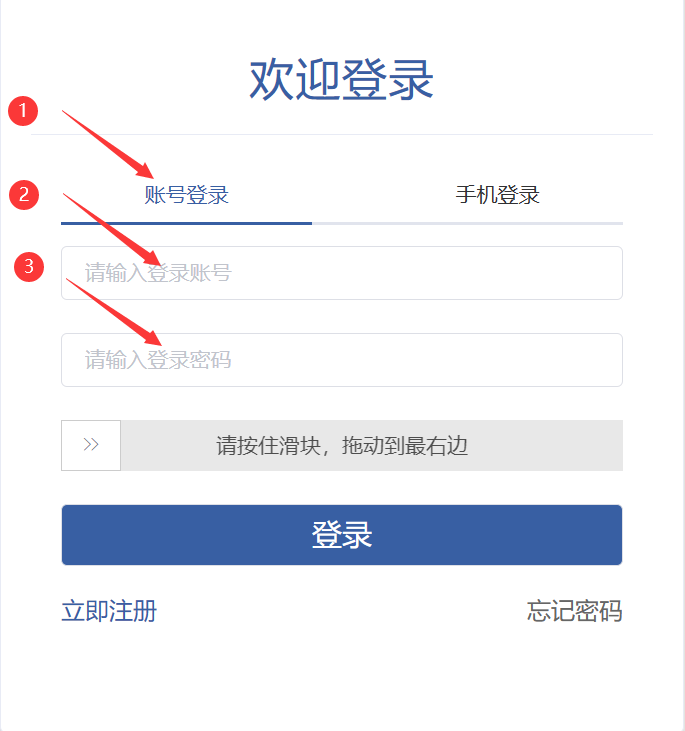 欢迎登录
1
账号登录 手机登录
2
请输入登录账号
3
请输入登录密码
请按住滑块，拖动到最右边
登录
立即注册 忘记密码